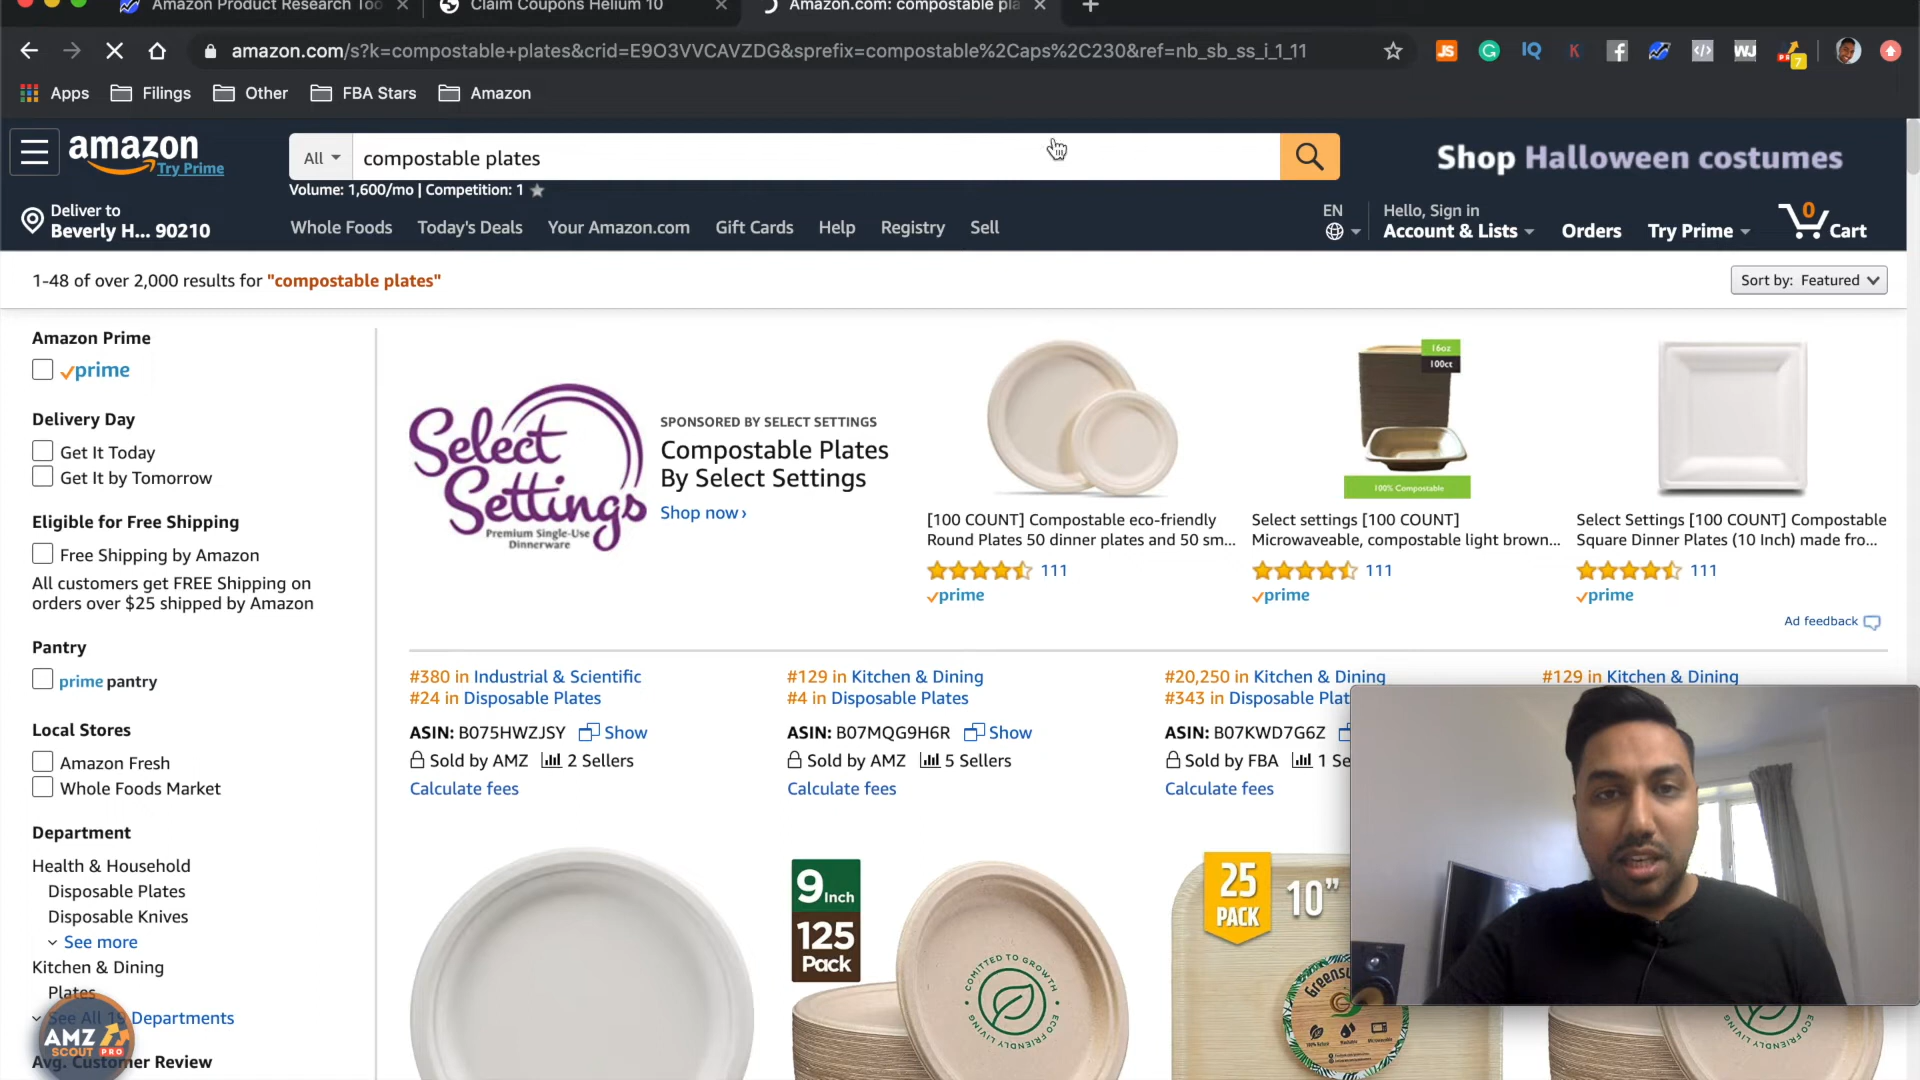 Amazon Product Research Too
Claim Coupons Helium 10
Amazon.com: compostable pla
amazon.com/s?k=compostable+plates&crid=E9O3VVCAVZDG&sprefix=compostable%2Caps%2C230&ref=nb_sb_ss_i_1_11
JS
IQ
K
WJ
7
Apps
Filings
Other
FBA Stars
Amazon
amazon
Try Prime
All
compostable plates
Volume: 1,600/mo | Competition: 1
Shop Halloween costumes
Deliver to
Beverly H... 90210
Whole Foods
Today's Deals
Your Amazon.com
Gift Cards
Help
Registry
Sell
EN
Hello, Sign in
Account & Lists
Orders
Try Prime
0
Cart
1-48 of over 2,000 results for "compostable plates"
Sort by: Featured
Amazon Prime
prime
Delivery Day
Get It Today
Get It by Tomorrow
Eligible for Free Shipping
Free Shipping by Amazon
All customers get FREE Shipping on
orders over $25 shipped by Amazon
Pantry
prime pantry
Local Stores
Amazon Fresh
Whole Foods Market
Department
Health & Household
Disposable Plates
Disposable Knives
See more
Kitchen & Dining
Plates
See All 19 Departments
AMZ
SCOUT PRO
Avg. Customer Review
Select
Settings
Premium Single-Use
Dinnerware
SPONSORED BY SELECT SETTINGS
Compostable Plates
By Select Settings
Shop now ›
[100 COUNT] Compostable eco-friendly
Round Plates 50 dinner plates and 50 sm...
111
prime
16oz
100ct
100% Compostable
Select settings [100 COUNT]
Microwaveable, compostable light brown...
111
prime
Select Settings [100 COUNT] Compostable
Square Dinner Plates (10 Inch) made fro...
111
prime
Ad feedback
#380 in Industrial & Scientific
#24 in Disposable Plates
ASIN: B075HWZJSY Show
Sold by AMZ 2 Sellers
Calculate fees
#129 in Kitchen & Dining
#4 in Disposable Plates
ASIN: B07MQG9H6R Show
Sold by AMZ 5 Sellers
Calculate fees
#20,250 in Kitchen & Dining
#343 in Disposable Plat
ASIN: B07KWD7G6Z
Sold by FBA 1 Se
Calculate fees
#129 in Kitchen & Dining
9 Inch
125
Pack
COMITTED TO GROWTH
ECO FRIENDLY LIVING
25
PACK
10"